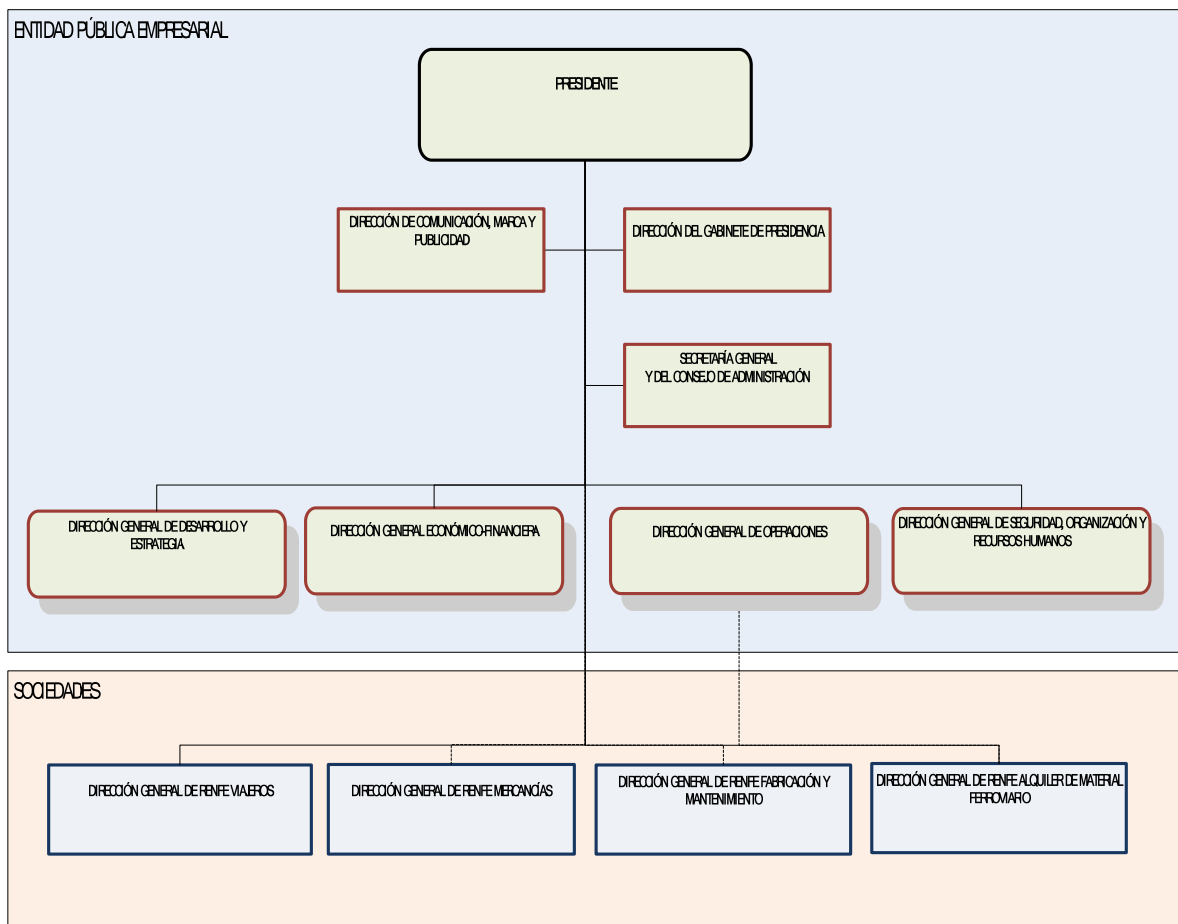 ENTIDAD PÚBLICA EMPRESARIAL
PRESIDENTE
DIRECCIÓN DE COMUNICACIÓN, MARCA Y
PUBLICIDAD
DIRECCIÓN DEL GABINETE DE PRESIDENCIA
SECRETARÍA GENERAL
Y DEL CONSEJO DE ADMINISTRACIÓN
DIRECCIÓN GENERAL DE DESARROLLO Y
ESTRATEGIA
DIRECCIÓN GENERAL ECONÓMICO-FINANCIERA
DIRECCIÓN GENERAL DE OPERACIONES
DIRECCIÓN GENERAL DE SEGURIDAD, ORGANIZACIÓN Y
RECURSOS HUMANOS
SOCIEDADES
DIRECCIÓN GENERAL DE RENFE VIAJEROS
DIRECCIÓN GENERAL DE RENFE MERCANCÍAS
DIRECCIÓN GENERAL DE RENFE FABRICACIÓN Y
MANTENIMIENTO
DIRECCIÓN GENERAL DE RENFE ALQUILER DE MATERIAL
FERROVIARIO